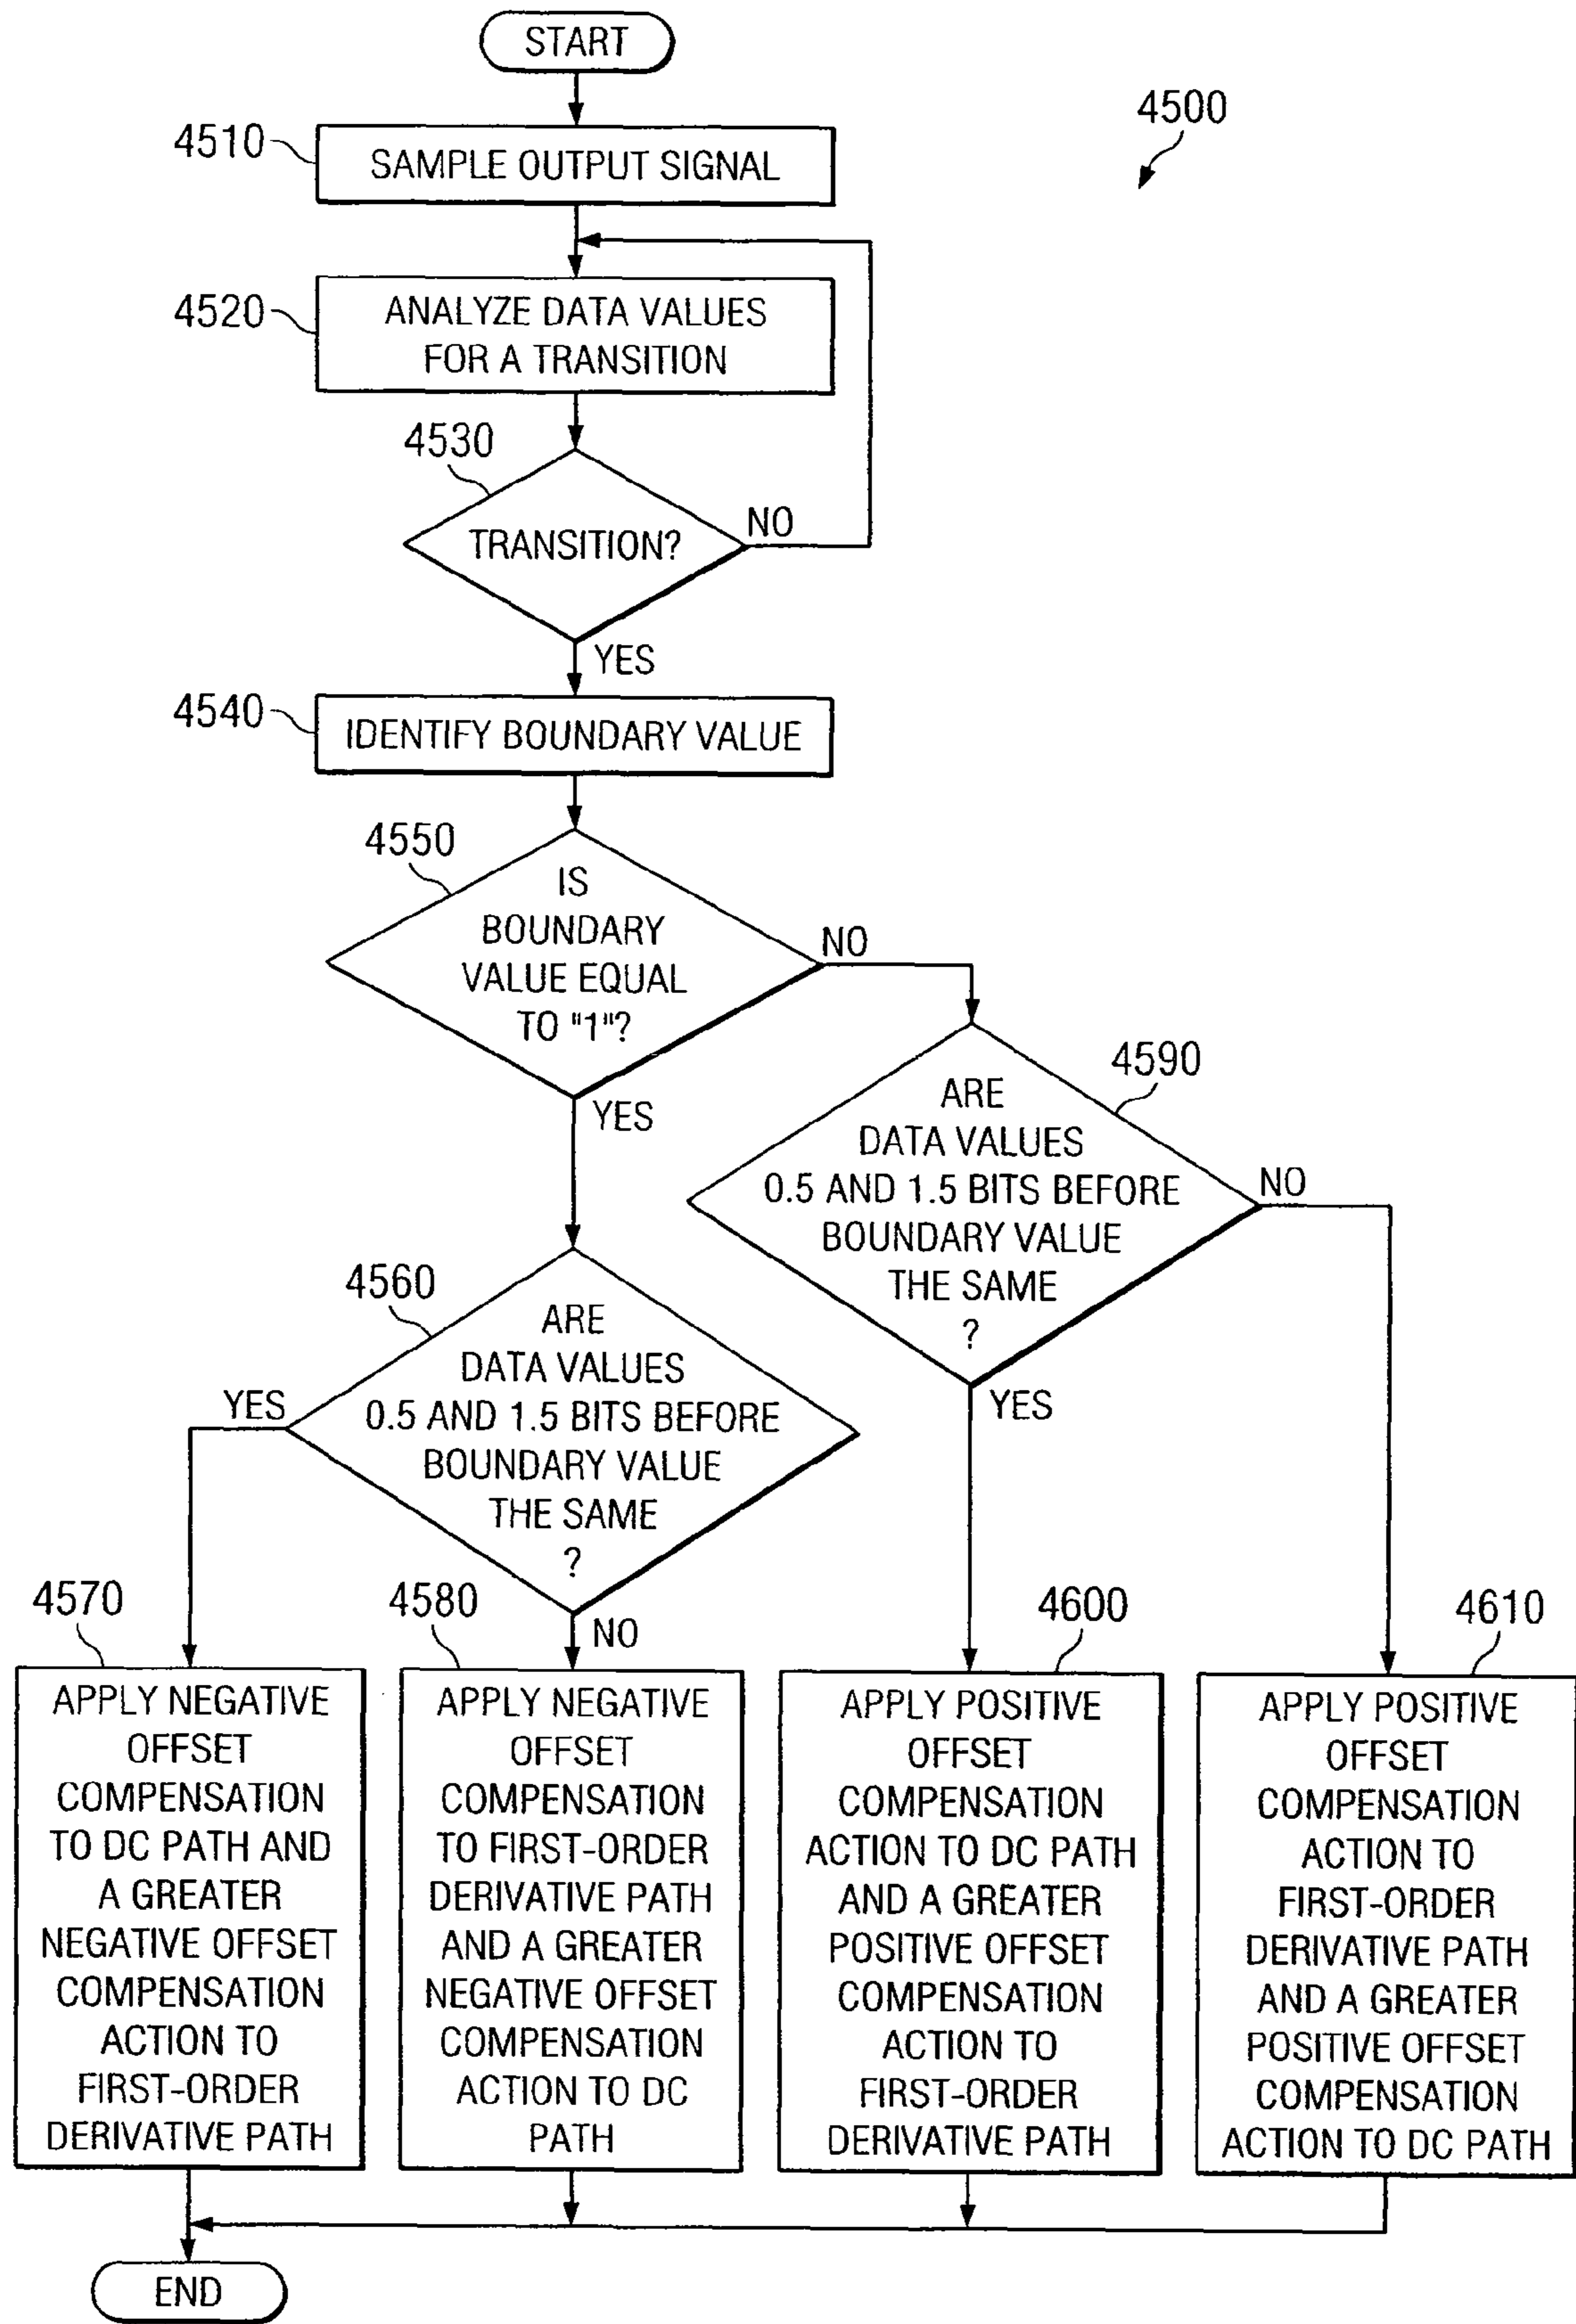 START
4500
4510
SAMPLE OUTPUT SIGNAL
4520
ANALYZE DATA VALUES
FOR A TRANSITION
4530
TRANSITION?
NO
YES
4540
IDENTIFY BOUNDARY VALUE
4550
IS
BOUNDARY
VALUE EQUAL
TO "1"?
NO
YES
4590
ARE
DATA VALUES
0.5 AND 1.5 BITS BEFORE
BOUNDARY VALUE
THE SAME
?
NO
YES
4560
ARE
DATA VALUES
0.5 AND 1.5 BITS BEFORE
BOUNDARY VALUE
THE SAME
?
YES
NO
4570
APPLY NEGATIVE
OFFSET
COMPENSATION
TO DC PATH AND
A GREATER
NEGATIVE OFFSET
COMPENSATION
ACTION TO
FIRST-ORDER
DERIVATIVE PATH
4580
APPLY NEGATIVE
OFFSET
COMPENSATION
TO FIRST-ORDER
DERIVATIVE PATH
AND A GREATER
NEGATIVE OFFSET
COMPENSATION
ACTION TO DC
PATH
4600
APPLY POSITIVE
OFFSET
COMPENSATION
ACTION TO DC PATH
AND A GREATER
POSITIVE OFFSET
COMPENSATION
ACTION TO
FIRST-ORDER
DERIVATIVE PATH
4610
APPLY POSITIVE
OFFSET
COMPENSATION
ACTION TO
FIRST-ORDER
DERIVATIVE PATH
AND A GREATER
POSITIVE OFFSET
COMPENSATION
ACTION TO DC PATH
END